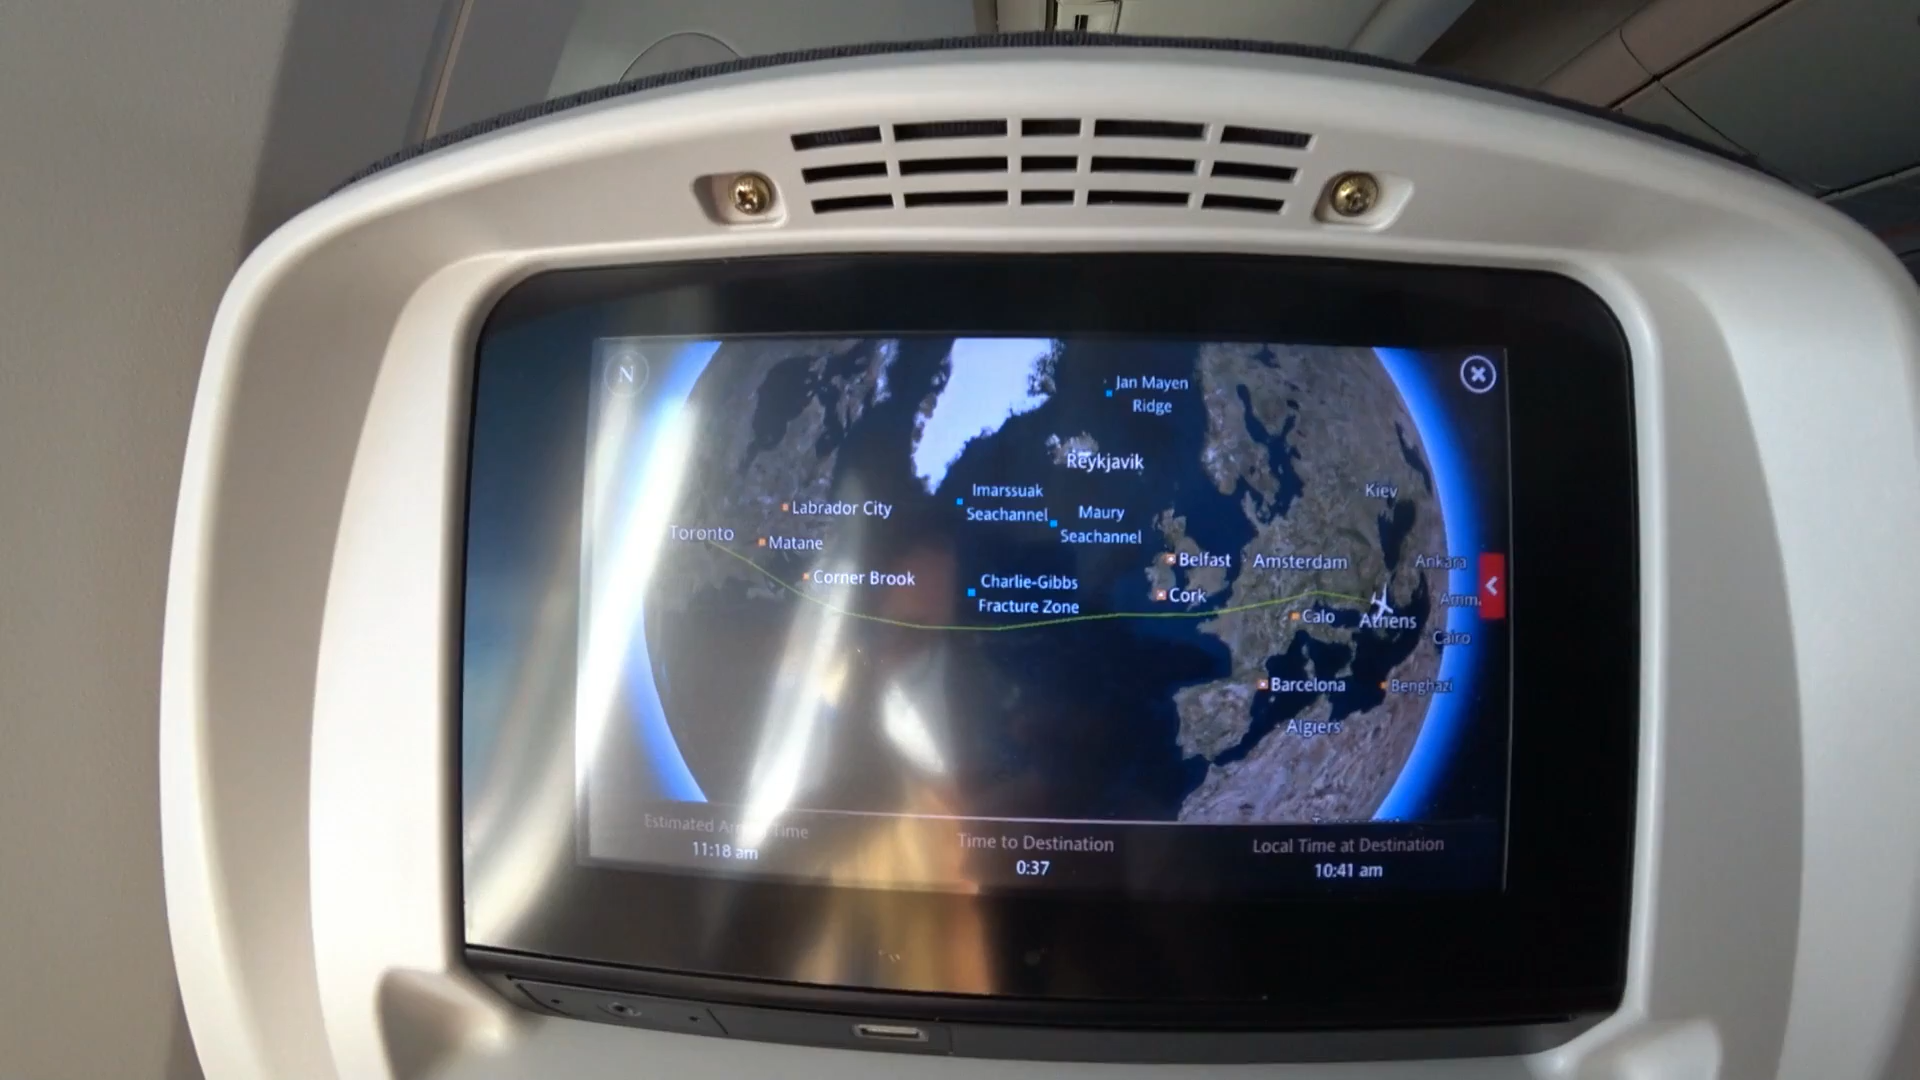 N
Jan Mayen
Ridge
Reykjavik
Kiev
Imarssuak
Seachannel
Labrador City
Maury
Seachannel
Toronto
Matane
Belfast
Amsterdam
Ankara
Corner Brook
Charlie-Gibbs
Fracture Zone
Cork
Calo
Athens
Cairo
Barcelona
Benghazi
Algiers
Estimated Time
11:18 am
Time to Destination
0:37
Local Time at Destination
10:41 am